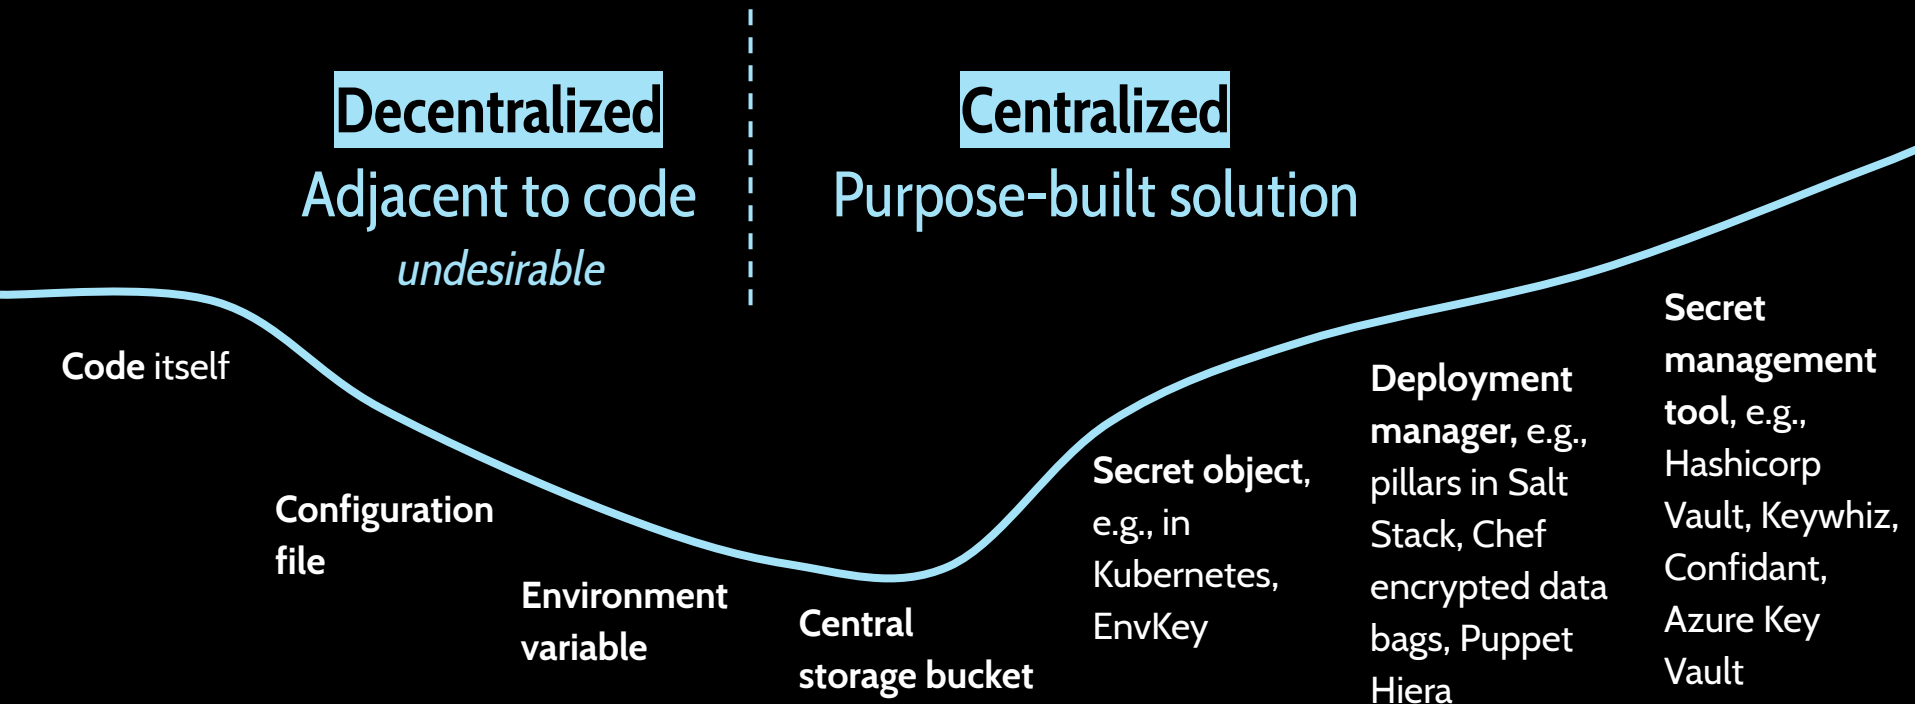 Decentralized
Adjacent to code
undesirable
Centralized
Purpose-built solution
Code itself
Configuration
file
Environment
variable
Central
storage bucket
Secret object,
e.g., in
Kubernetes,
EnvKey
Deployment
manager, e.g.,
pillars in Salt
Stack, Chef
encrypted data
bags, Puppet
Hiera
Secret
management
tool, e.g.,
Hashicorp
Vault, Keywhiz,
Confidant,
Azure Key
Vault